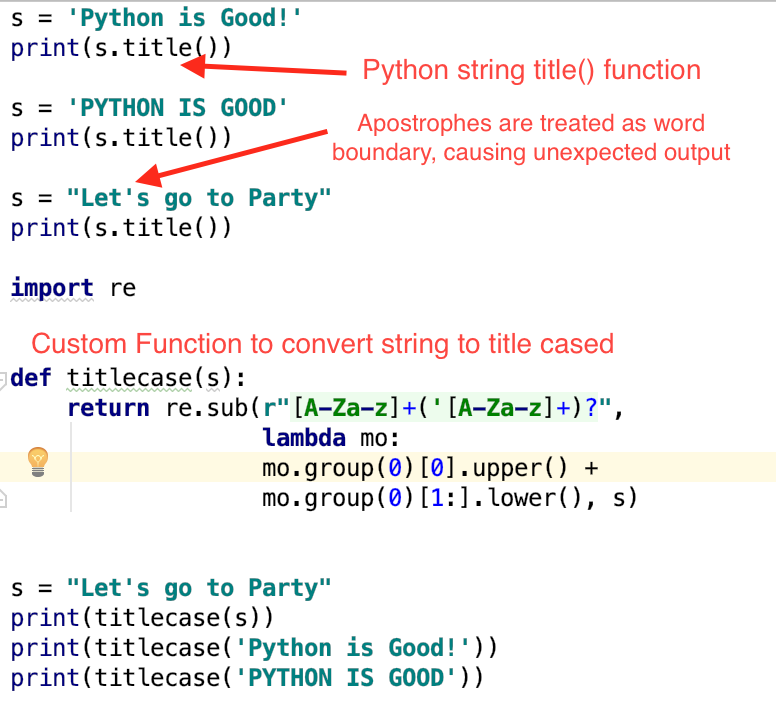 s = 'Python is Good!'
print(s.title())
Python string title() function
s = 'PYTHON IS GOOD'
print(s.title())
Apostrophes are treated as word
boundary, causing unexpected output
s = "Let's go to Party"
print(s.title())
import re
Custom Function to convert string to title cased
def titlecase(s):
    return re.sub(r"[A-Za-z]+('[A-Za-z]+)?",
                  lambda mo:
                  mo.group(0)[0].upper() +
                  mo.group(0)[1:].lower(), s)
s = "Let's go to Party"
print(titlecase(s))
print(titlecase('Python is Good!'))
print(titlecase('PYTHON IS GOOD'))